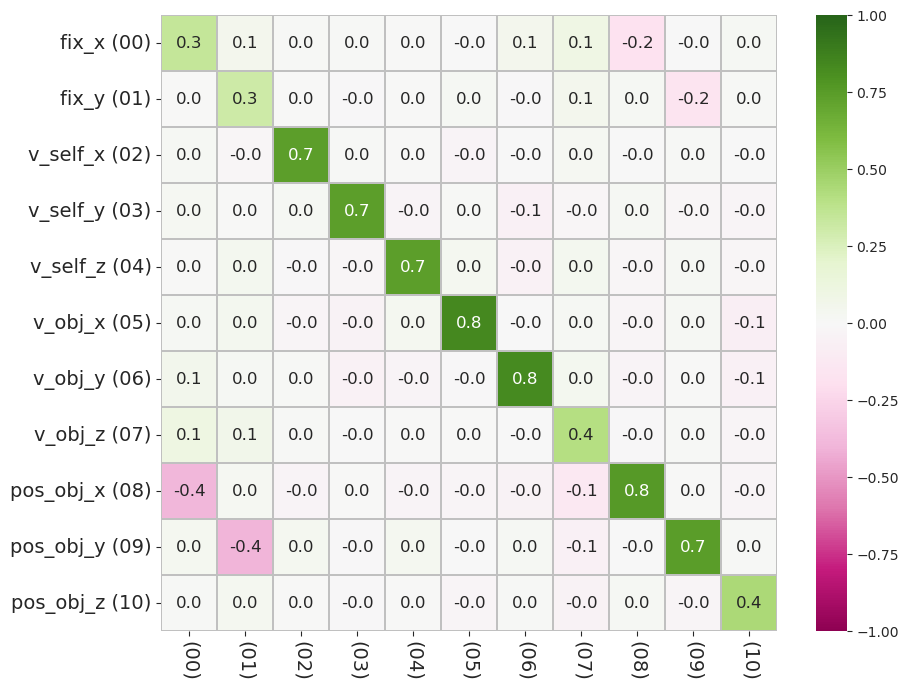 fix_x (00) 0.3 0.1 0.0 0.0 0.0 -0.0 0.1 0.1 -0.2 -0.0 0.0
fix_y (01) 0.0 0.3 0.0 -0.0 0.0 0.0 -0.0 0.1 0.0 -0.2 0.0
v_self_x (02) 0.0 -0.0 0.7 0.0 0.0 -0.0 -0.0 0.0 -0.0 0.0 -0.0
v_self_y (03) 0.0 0.0 0.0 0.7 -0.0 0.0 -0.1 -0.0 0.0 -0.0 -0.0
v_self_z (04) 0.0 0.0 -0.0 -0.0 0.7 0.0 -0.0 0.0 -0.0 0.0 -0.0
v_obj_x (05) 0.0 0.0 -0.0 -0.0 0.0 0.8 -0.0 0.0 -0.0 0.0 -0.1
v_obj_y (06) 0.1 0.0 0.0 -0.0 -0.0 -0.0 0.8 0.0 -0.0 0.0 -0.1
v_obj_z (07) 0.1 0.1 0.0 -0.0 0.0 0.0 -0.0 0.4 -0.0 0.0 -0.0
pos_obj_x (08) -0.4 0.0 -0.0 0.0 -0.0 -0.0 -0.0 -0.1 0.8 0.0 -0.0
pos_obj_y (09) 0.0 -0.4 0.0 -0.0 0.0 0.0 0.0 -0.1 -0.0 0.7 0.0
pos_obj_z (10) 0.0 0.0 0.0 -0.0 0.0 -0.0 0.0 -0.0 0.0 -0.0 0.4
(00) (01) (02) (03) (04) (05) (06) (07) (08) (09) (10)
1.00
0.75
0.50
0.25
0.00
−0.25
−0.50
−0.75
−1.00